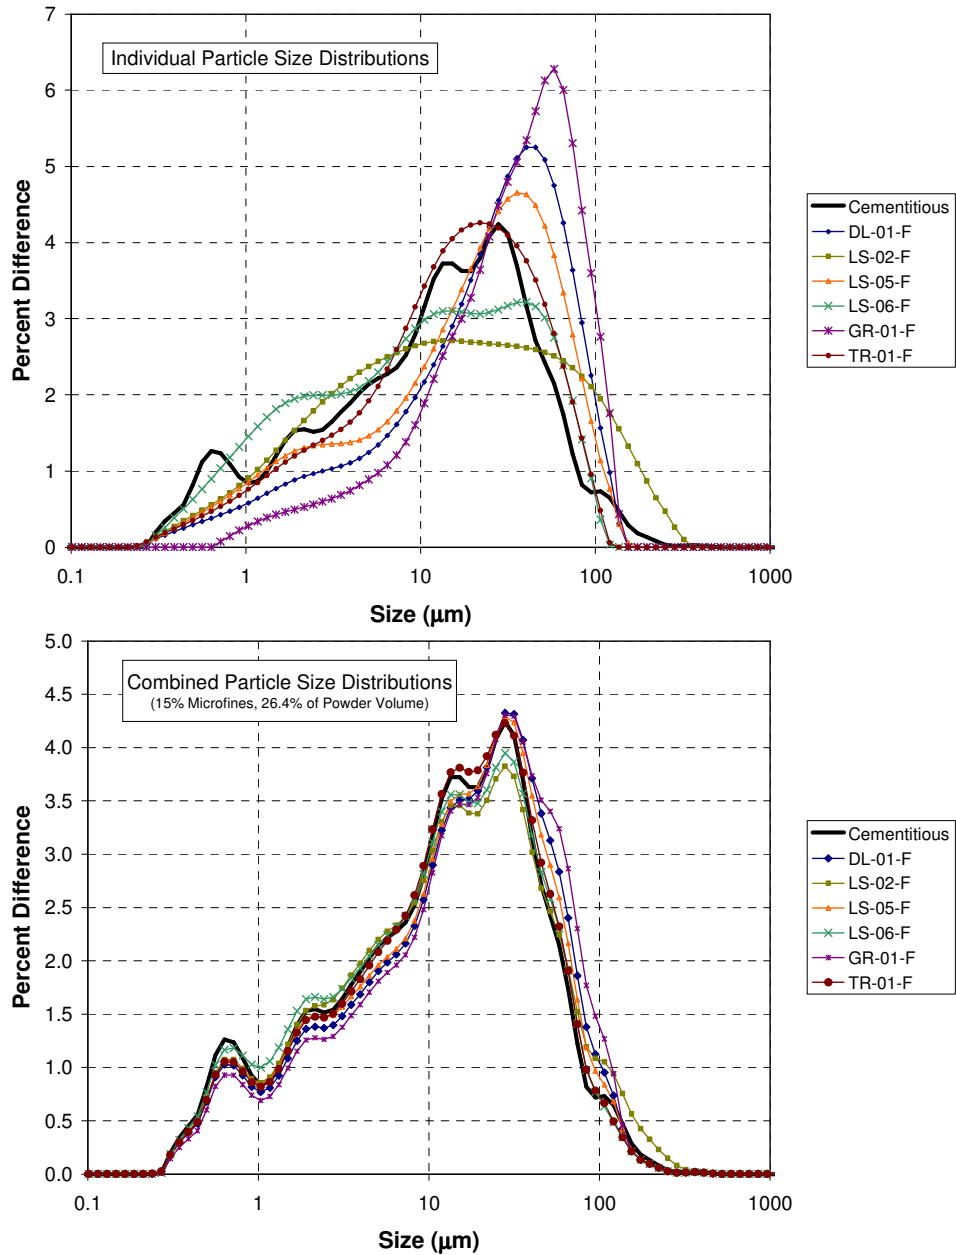 7
6
5
4
3
2
1
0
Percent Difference
Individual Particle Size Distributions
0.1
1
10
100
1000
Size (μm)
Cementitious
DL-01-F
LS-02-F
LS-05-F
LS-06-F
GR-01-F
TR-01-F
5.0
4.5
4.0
3.5
3.0
2.5
2.0
1.5
1.0
0.5
0.0
Percent Difference
Combined Particle Size Distributions
(15% Microfines, 26.4% of Powder Volume)
0.1
1
10
100
1000
Size (μm)
Cementitious
DL-01-F
LS-02-F
LS-05-F
LS-06-F
GR-01-F
TR-01-F